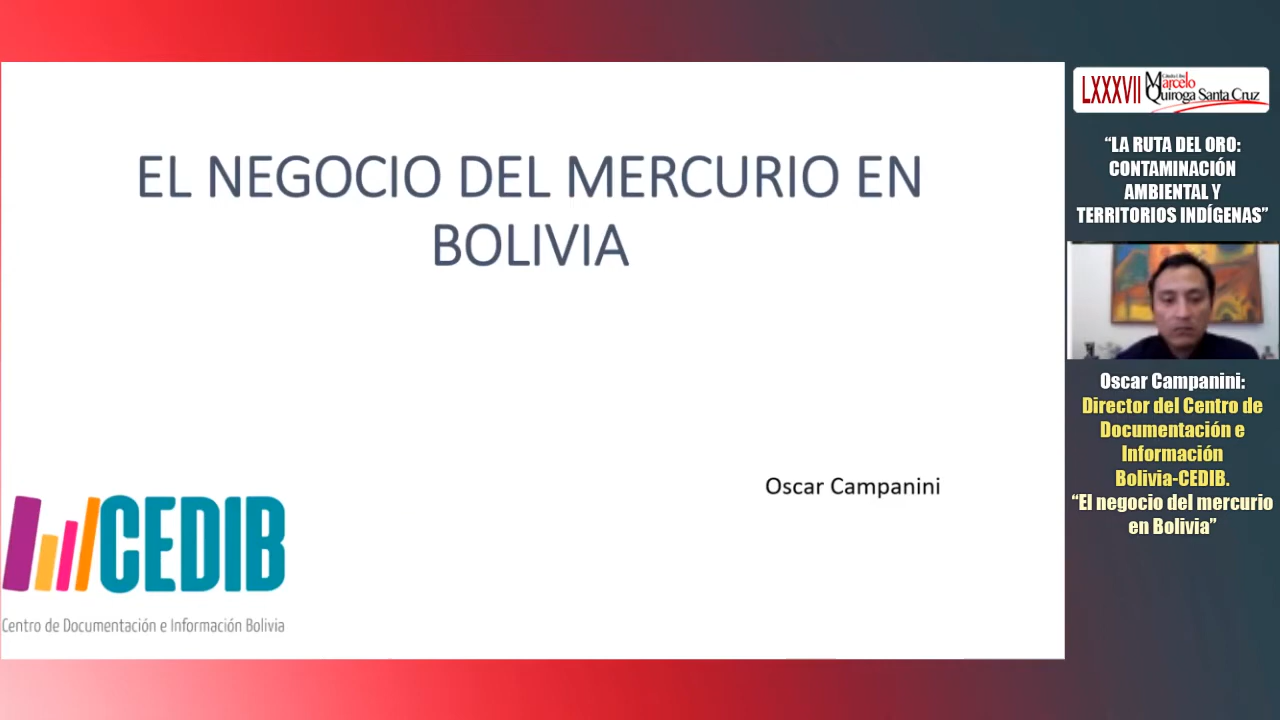 EL NEGOCIO DEL MERCURIO EN
BOLIVIA
Oscar Campanini
CEDIB
Centro de Documentación e Información Bolivia
LXXXVII
Marcelo
Quiroga Santa Cruz
“LA RUTA DEL ORO:
CONTAMINACIÓN
AMBIENTAL Y
TERRITORIOS INDÍGENAS”
Oscar Campanini:
Director del Centro de
Documentación e
Información
Bolivia-CEDIB.
“El negocio del mercurio
en Bolivia”